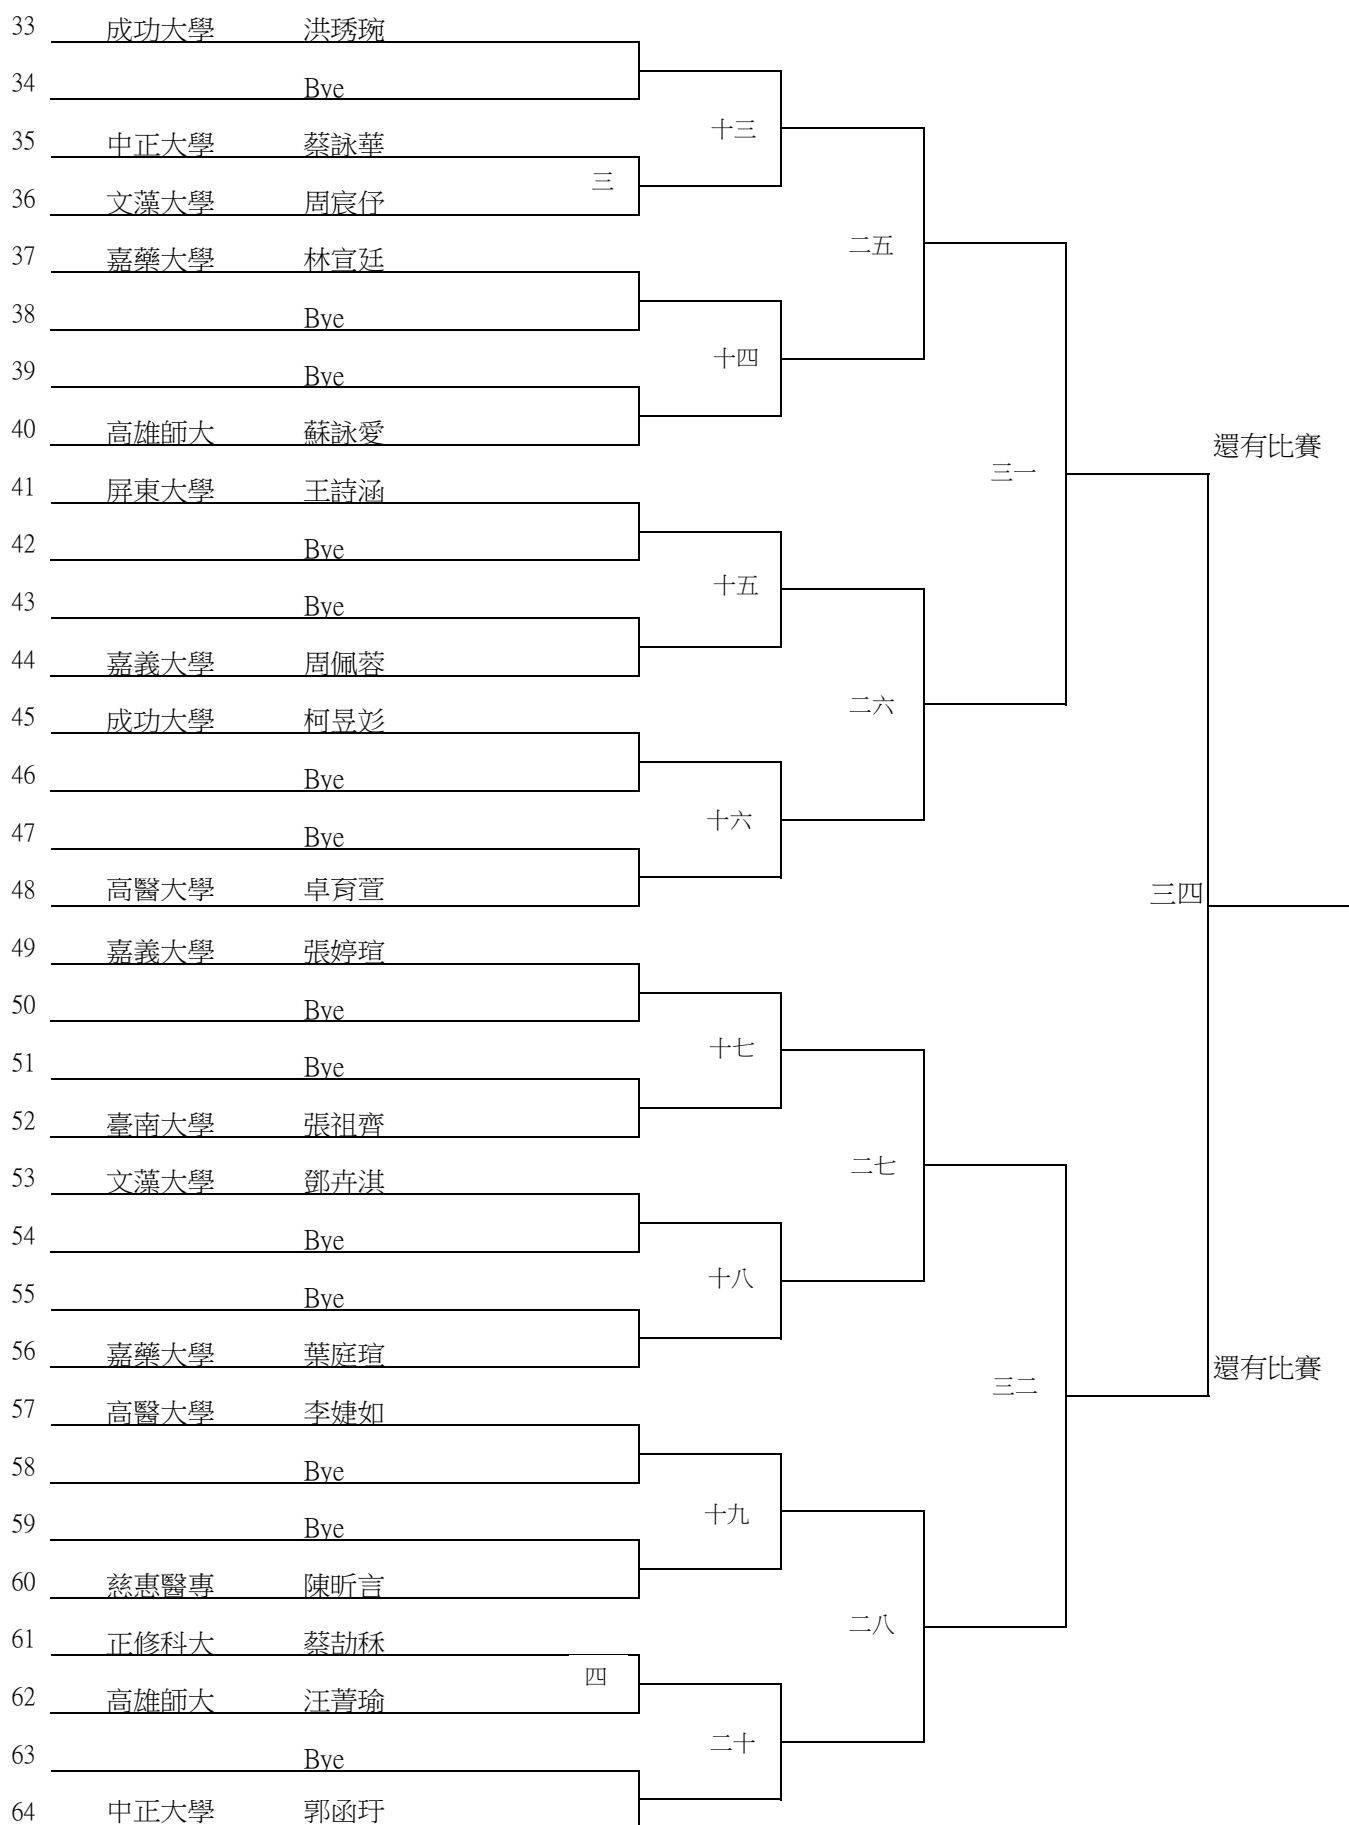 33 成功大學 洪琇琬
34 Bye
十三
35 中正大學 蔡詠華
三
36 文藻大學 周宸伃
二五
37 嘉藥大學 林宣廷
38 Bye
十四
39 Bye
40 高雄師大 蘇詠愛
還有比賽
三一
41 屏東大學 王詩涵
42 Bye
十五
43 Bye
44 嘉義大學 周佩蓉
二六
45 成功大學 柯昱彣
46 Bye
十六
47 Bye
48 高醫大學 卓育萱
三四
49 嘉義大學 張婷瑄
50 Bye
十七
51 Bye
52 臺南大學 張祖齊
二七
53 文藻大學 鄧卉淇
54 Bye
十八
55 Bye
56 嘉藥大學 葉庭瑄
還有比賽
三二
57 高醫大學 李婕如
58 Bye
十九
59 Bye
60 慈惠醫專 陳昕言
二八
61 正修科大 蔡劼秝
四
62 高雄師大 汪菁瑜
二十
63 Bye
64 中正大學 郭函玗